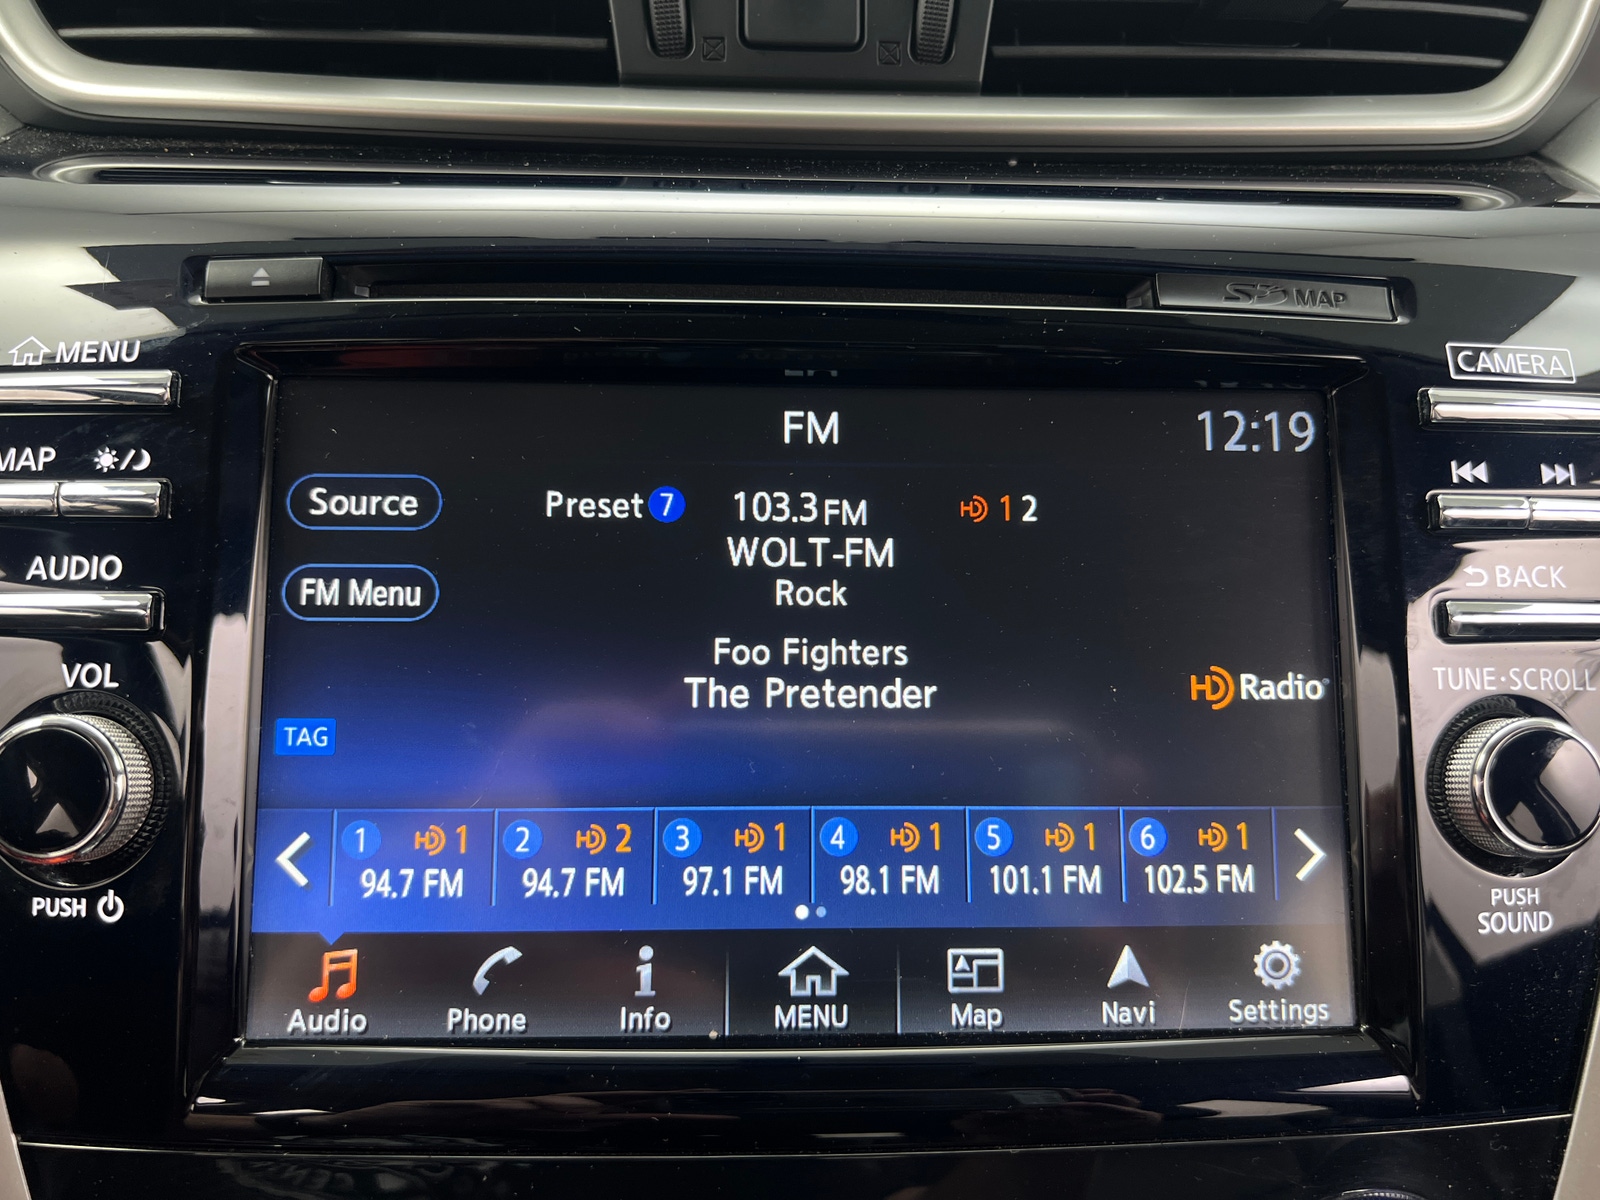 SD MAP
MENU
CAMERA
MAP
AUDIO
VOL
PUSH
BACK
TUNE·SCROLL
PUSH
SOUND
FM
12:19
Source
Preset 7
103.3 FM
HD 1 2
WOLT-FM
FM Menu
Rock
Foo Fighters
The Pretender
HD Radio
TAG
1 HD 1
94.7 FM
2 HD 2
94.7 FM
3 HD 1
97.1 FM
4 HD 1
98.1 FM
5 HD 1
101.1 FM
6 HD 1
102.5 FM
Audio
Phone
Info
MENU
Map
Navi
Settings